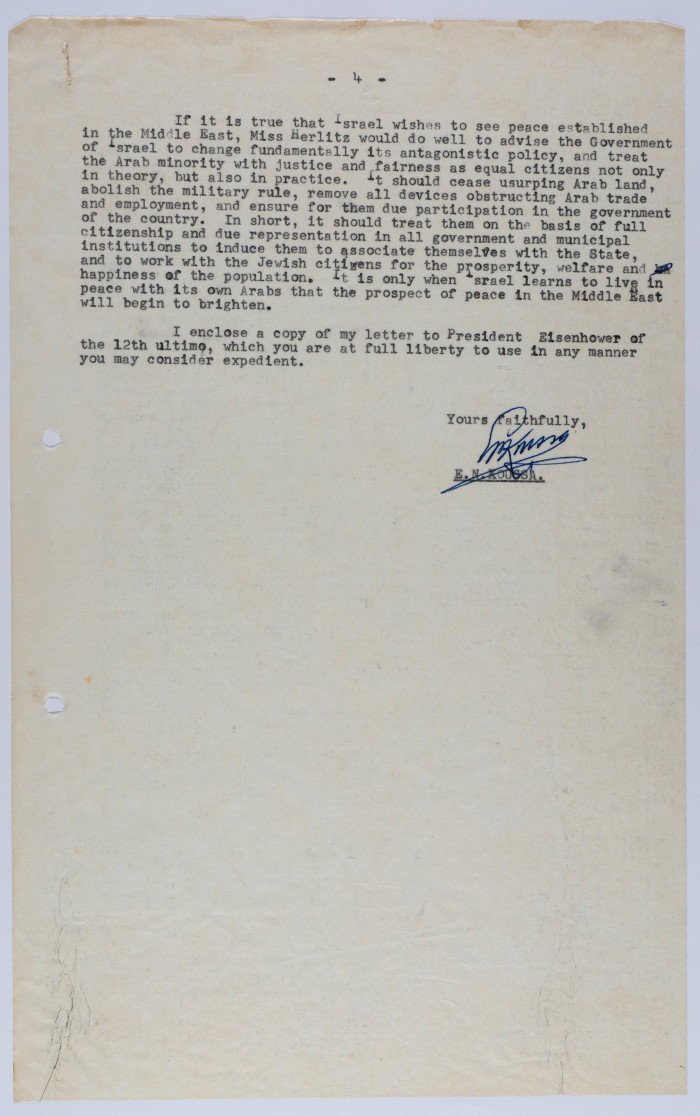 - 4 -
If it is true that Israel wishes to see peace established
in the Middle East, Miss Herlitz would do well to advise the Government
of Israel to change fundamentally its antagonistic policy, and treat
the Arab minority with justice and fairness as equal citizens not only
in theory, but also in practice. It should cease usurping Arab land,
abolish the military rule, remove all devices obstructing Arab trade
and employment, and ensure for them due participation in the government
of the country. In short, it should treat them on the basis of full
citizenship and due representation in all government and municipal
institutions to induce them to associate themselves with the State,
and to work with the Jewish citizens for the prosperity, welfare and
happiness of the population. It is only when Israel learns to live in
peace with its own Arabs that the prospect of peace in the Middle East
will begin to brighten.
I enclose a copy of my letter to President Eisenhower of
the 12th ultimo, which you are at full liberty to use in any manner
you may consider expedient.
Yours faithfully,
E.N.KOUSSA.